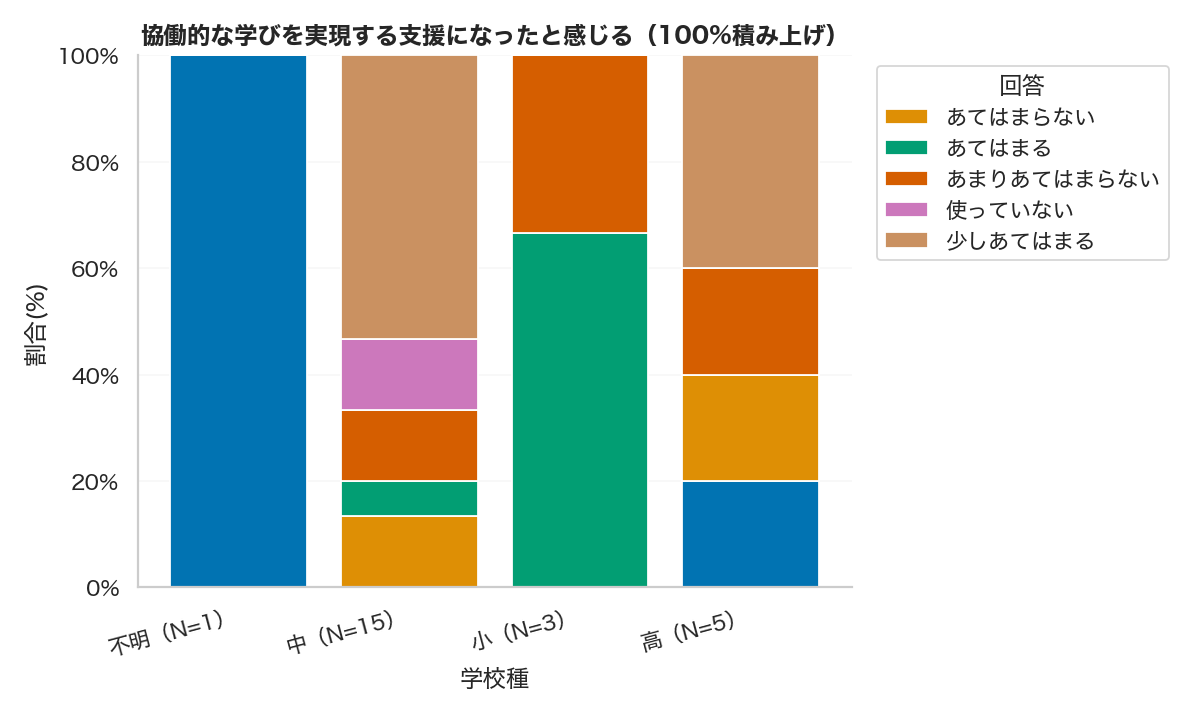 協働的な学びを実現する支援になったと感じる（100%積み上げ）
100%
80%
60%
40%
20%
0%
割合(%)
不明（N=1）
中（N=15）
小（N=3）
高（N=5）
学校種
回答
あてはまらない
あてはまる
あまりあてはまらない
使っていない
少しあてはまる